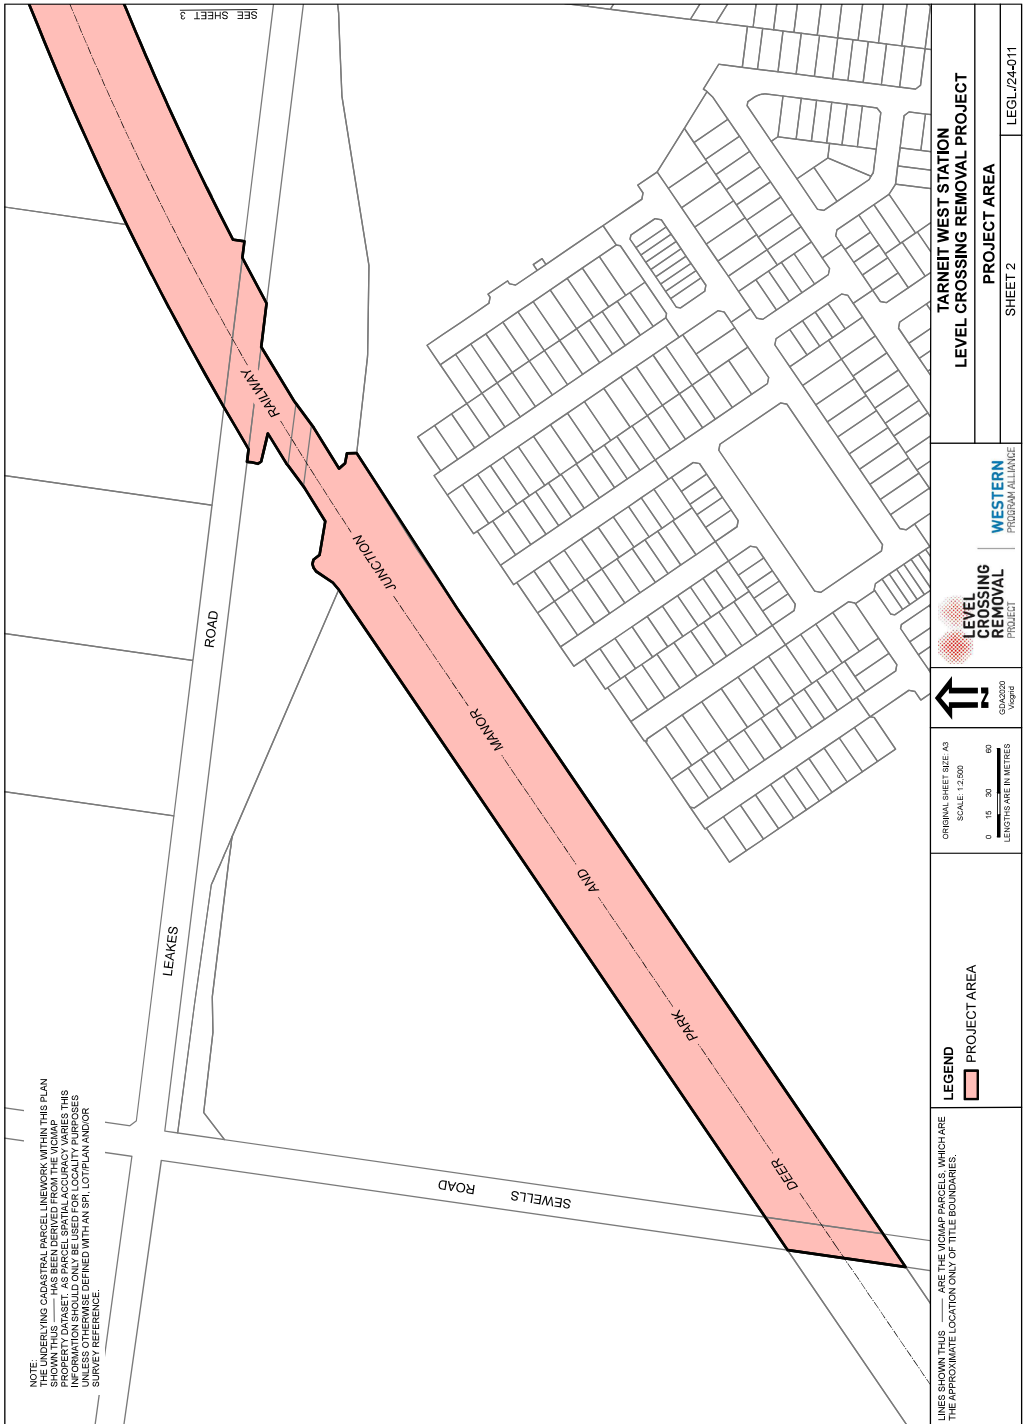 NOTE:
THE UNDERLYING CADASTRAL PARCEL LINEWORK WITHIN THIS PLAN
SHOWN THUS ——— HAS BEEN DERIVED FROM THE VICMAP
PROPERTY DATASET. AS PARCEL SPATIAL ACCURACY VARIES THIS
INFORMATION SHOULD ONLY BE USED FOR LOCALITY PURPOSES
UNLESS OTHERWISE DEFINED WITH AN SPI, LOT/PLAN AND/OR
SURVEY REFERENCE.
SEE SHEET 3
LEAKES
ROAD
SEWELLS
ROAD
DEER
PARK
AND
MANOR
JUNCTION
RAILWAY
LINES SHOWN THUS ——— ARE THE VICMAP PARCELS, WHICH ARE
THE APPROXIMATE LOCATION ONLY OF TITLE BOUNDARIES.
LEGEND
PROJECT AREA
ORIGINAL SHEET SIZE: A3
SCALE: 1:2,500
0 15 30 60
LENGTHS ARE IN METRES
N
GDA2020
Vicgrid
LEVEL
CROSSING
REMOVAL
PROJECT
WESTERN
PROGRAM ALLIANCE
TARNEIT WEST STATION
LEVEL CROSSING REMOVAL PROJECT
PROJECT AREA
SHEET 2
LEGL./24-011